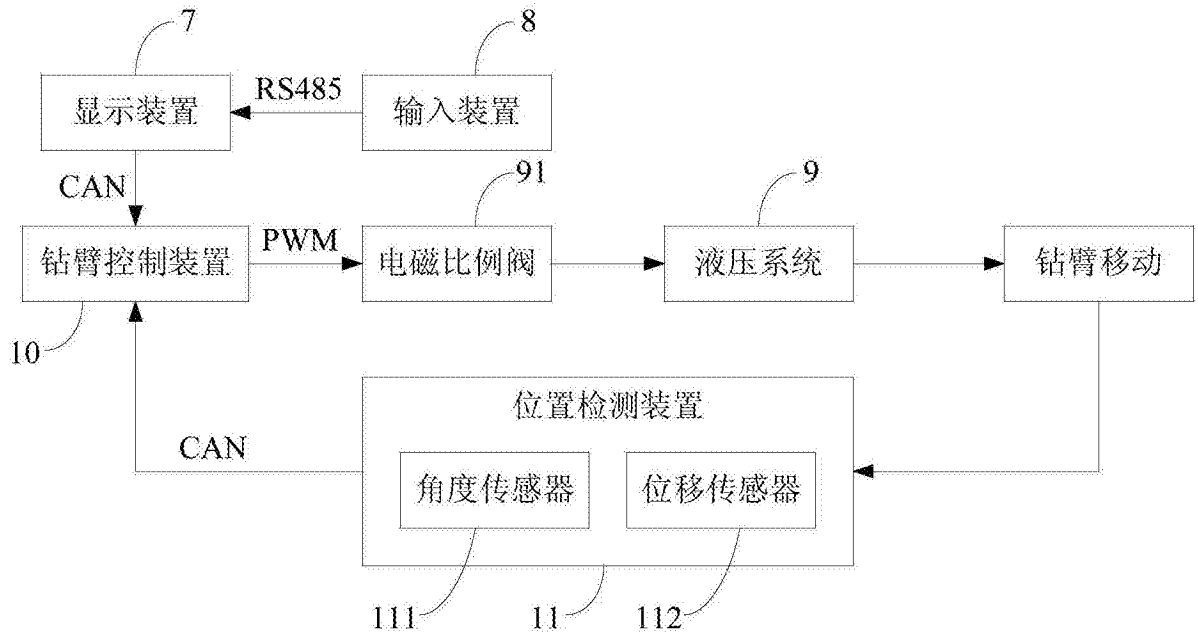 7
8
显示装置
RS485
输入装置
CAN
91
9
钻臂控制装置
PWM
电磁比例阀
液压系统
钻臂移动
10
位置检测装置
CAN
角度传感器
位移传感器
111
11
112